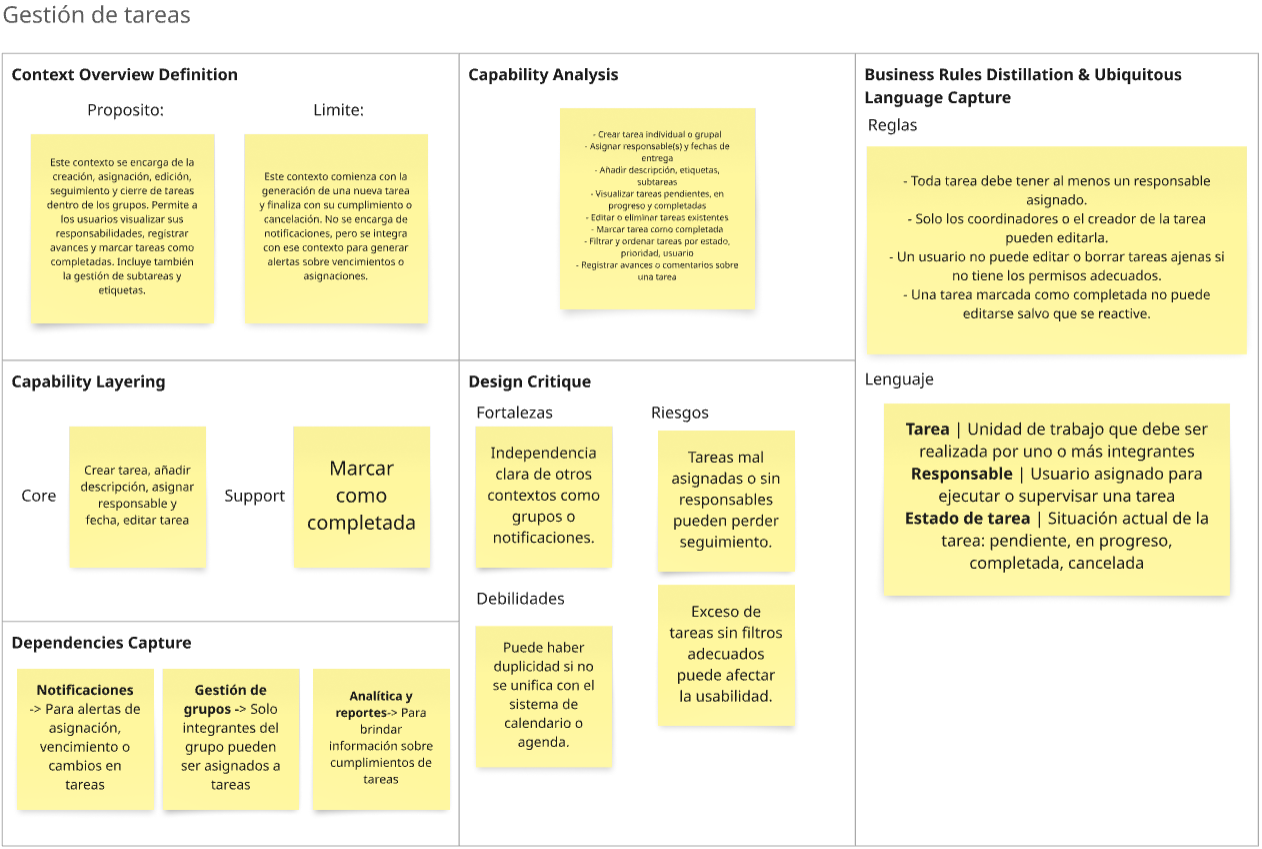 Gestión de tareas
Context Overview Definition
Proposito:
Este contexto se encarga de la
creación, asignación, edición,
seguimiento y cierre de tareas
dentro de los grupos. Permite a
los usuarios visualizar sus
responsabilidades, registrar
avances y marcar tareas como
completadas. Incluye también
la gestión de subtareas y
etiquetas.
Limite:
Este contexto comienza con la
generación de una nueva tarea
y finaliza con su cumplimiento o
cancelación. No se encarga de
notificaciones, pero se integra
con ese contexto para generar
alertas sobre vencimientos o
asignaciones.
Capability Analysis
- Crear tarea individual o grupal
- Asignar responsable(s) y fechas de
entrega
- Añadir descripción, etiquetas,
subtareas
- Visualizar tareas pendientes, en
progreso y completadas
- Editar o eliminar tareas existentes
- Marcar tarea como completada
- Filtrar y ordenar tareas por estado,
prioridad, usuario
- Registrar avances o comentarios sobre
una tarea
Business Rules Distillation & Ubiquitous
Language Capture
Reglas
- Toda tarea debe tener al menos un responsable
asignado.
- Solo los coordinadores o el creador de la tarea
pueden editarla.
- Un usuario no puede editar o borrar tareas ajenas si
no tiene los permisos adecuados.
- Una tarea marcada como completada no puede
editarse salvo que se reactive.
Lenguaje
Tarea | Unidad de trabajo que debe ser
realizada por uno o más integrantes
Responsable | Usuario asignado para
ejecutar o supervisar una tarea
Estado de tarea | Situación actual de la
tarea: pendiente, en progreso,
completada, cancelada
Capability Layering
Core
Crear tarea, añadir
descripción, asignar
responsable y
fecha, editar tarea
Support
Marcar
como
completada
Design Critique
Fortalezas
Independencia
clara de otros
contextos como
grupos o
notificaciones.
Riesgos
Tareas mal
asignadas o sin
responsables
pueden perder
seguimiento.
Exceso de
tareas sin filtros
adecuados
puede afectar
la usabilidad.
Debilidades
Puede haber
duplicidad si no
se unifica con el
sistema de
calendario o
agenda.
Dependencies Capture
Notificaciones
-> Para alertas de
asignación,
vencimiento o
cambios en
tareas
Gestión de
grupos -> Solo
integrantes del
grupo pueden
ser asignados a
tareas
Analítica y
reportes-> Para
brindar
información sobre
cumplimientos de
tareas